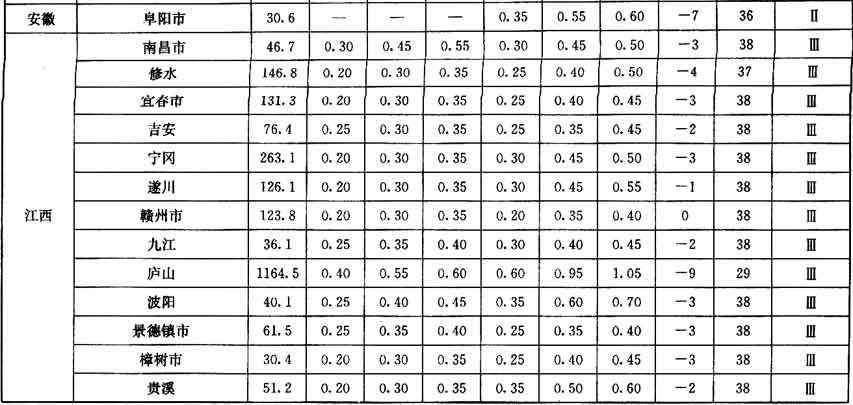 安徽 阜阳市 30.6 — — — 0.35 0.55 0.60 -7 36 Ⅱ
南昌市 46.7 0.30 0.45 0.55 0.30 0.45 0.50 -3 38 Ⅲ
修水 146.8 0.20 0.30 0.35 0.25 0.40 0.50 -4 37 Ⅲ
宜春市 131.3 0.20 0.30 0.35 0.25 0.40 0.45 -3 38 Ⅲ
吉安 76.4 0.25 0.30 0.35 0.25 0.35 0.45 -2 38 Ⅲ
宁冈 263.1 0.20 0.30 0.35 0.30 0.45 0.50 -3 38 Ⅲ
遂川 126.1 0.20 0.30 0.35 0.30 0.45 0.55 -1 38 Ⅲ
江西 赣州市 123.8 0.20 0.30 0.35 0.20 0.35 0.40 0 38 Ⅲ
九江 36.1 0.25 0.35 0.40 0.30 0.40 0.45 -2 38 Ⅲ
庐山 1164.5 0.40 0.55 0.60 0.60 0.95 1.05 -9 29 Ⅲ
波阳 40.1 0.25 0.40 0.45 0.35 0.60 0.70 -3 38 Ⅲ
景德镇市 61.5 0.25 0.35 0.40 0.25 0.35 0.40 -3 38 Ⅲ
樟树市 30.4 0.20 0.30 0.35 0.25 0.40 0.45 -3 38 Ⅲ
贵溪 51.2 0.20 0.30 0.35 0.35 0.50 0.60 -2 38 Ⅲ